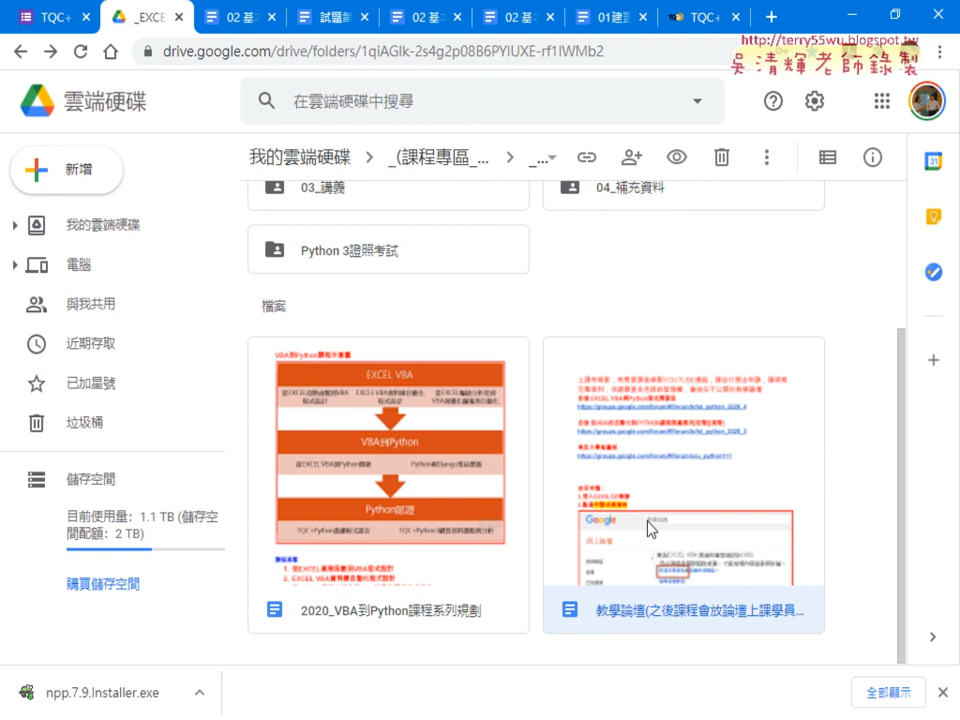 TQC+
_EXCE
02 基
試題
02 基
02 基
01建
TQC+
drive.google.com/drive/folders/1qiAGlk-2s4g2p08B6PYlUXE-rf1IWMb2
http://terry55wu.blogspot.tw
吳清輝老師錄製
雲端硬碟
在雲端硬碟中搜尋
新增
我的雲端硬碟 > _(課程專區_... > _...
我的雲端硬碟
電腦
與我共用
近期存取
已加星號
垃圾桶
儲存空間
目前使用量：1.1 TB (儲存空
間配額：2 TB)
購買儲存空間
03_講義
04_補充資料
Python 3證照考試
檔案
VBA到Python課程
EXCEL VBA
VBA到Python
Python認證
2020_VBA到Python課程系列規劃
Google
教學論壇(之後課程會放論壇上課學員...
npp.7.9.Installer.exe
全部顯示